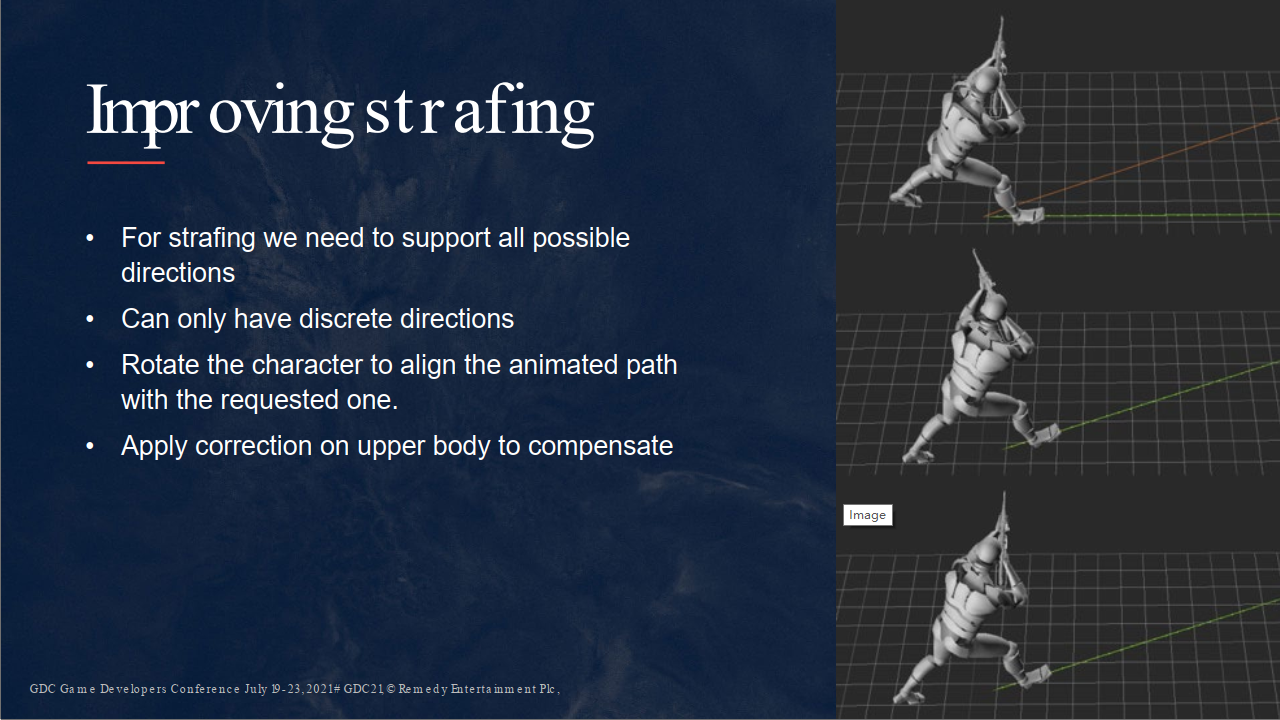 Improving strafing
• For strafing we need to support all possible
directions
• Can only have discrete directions
• Rotate the character to align the animated path
with the requested one.
• Apply correction on upper body to compensate
Image
GDC Game Developers Conference July 19-23, 2021 # GDC21, © Remedy Entertainment Plc,